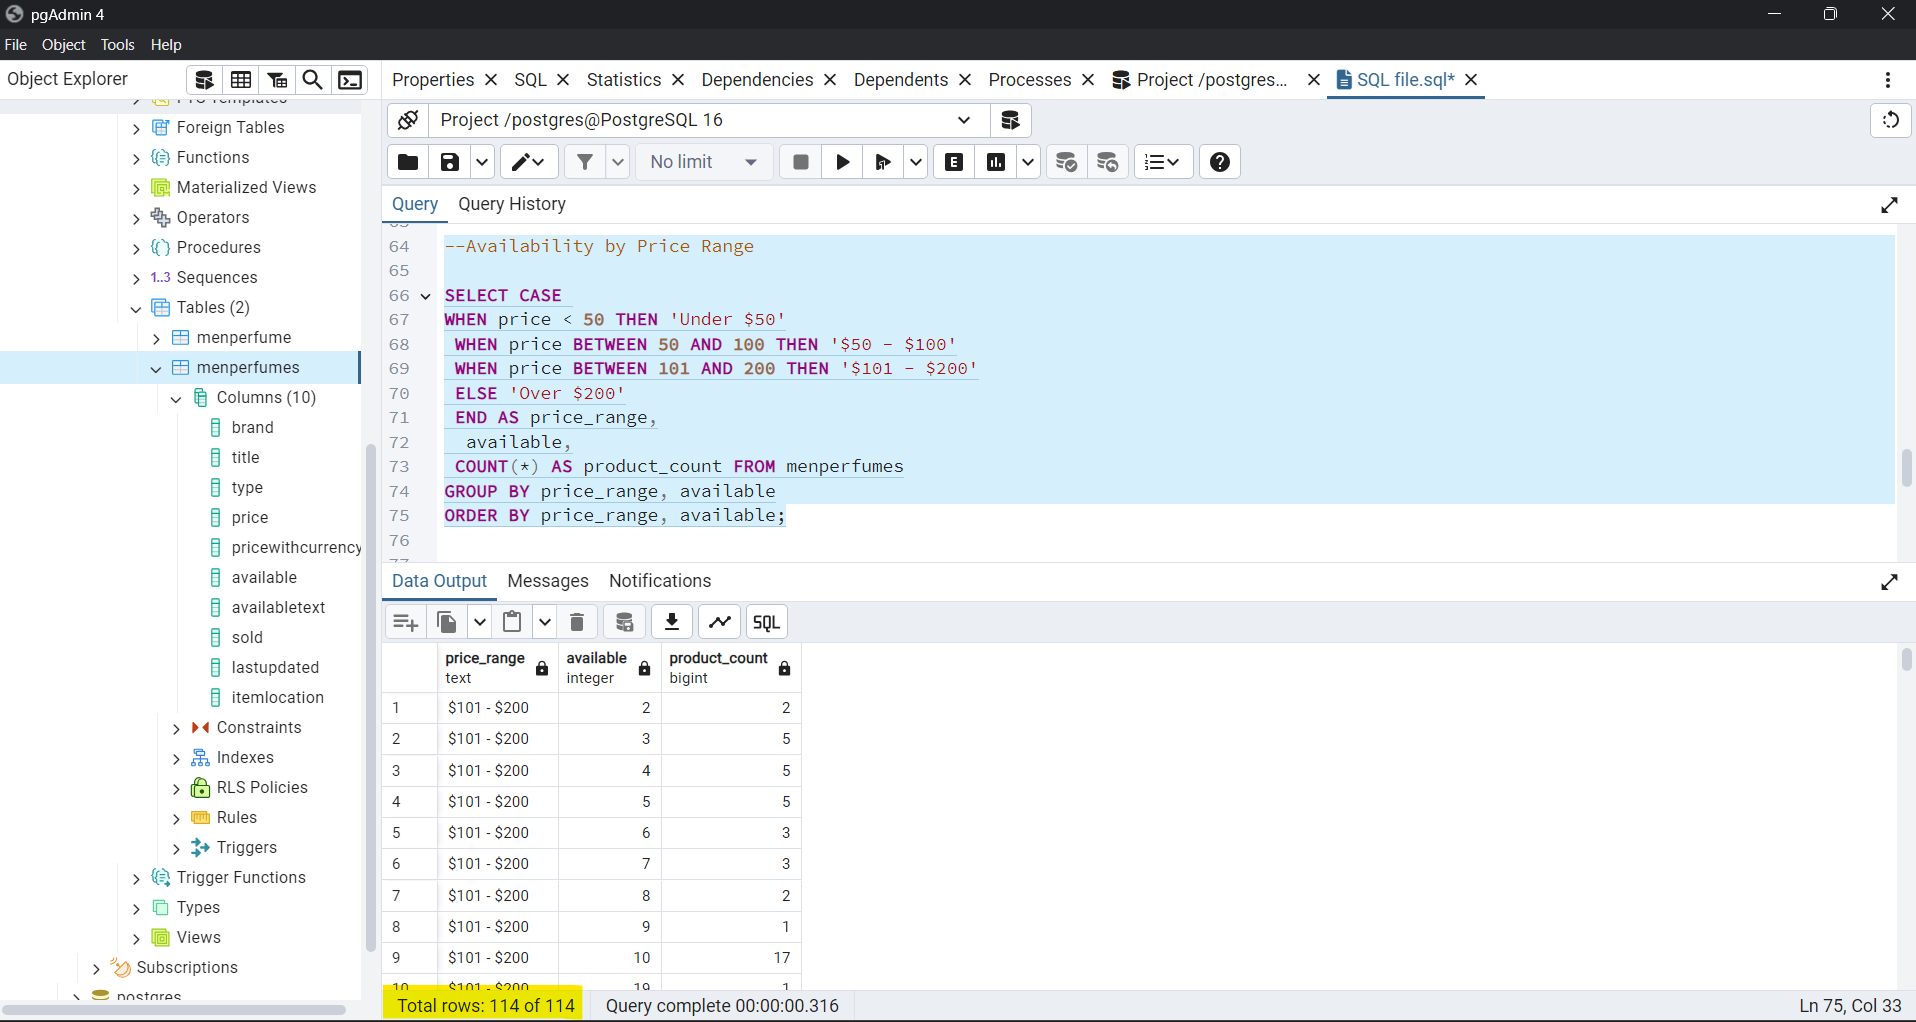 pgAdmin 4
File Object Tools Help
Object Explorer
Properties SQL Statistics Dependencies Dependents Processes Project /postgres... SQL file.sql*
Project /postgres@PostgreSQL 16
No limit
Foreign Tables
Functions
Materialized Views
Operators
Procedures
1..3 Sequences
Tables (2)
menperfume
menperfumes
Columns (10)
brand
title
type
price
pricewithcurrency
available
availabletext
sold
lastupdated
itemlocation
Constraints
Indexes
RLS Policies
Rules
Triggers
Trigger Functions
Types
Views
Subscriptions
postgres
Query Query History
64 --Availability by Price Range
65
66 SELECT CASE
67 WHEN price < 50 THEN 'Under $50'
68 WHEN price BETWEEN 50 AND 100 THEN '$50 - $100'
69 WHEN price BETWEEN 101 AND 200 THEN '$101 - $200'
70 ELSE 'Over $200'
71 END AS price_range,
72 available,
73 COUNT(*) AS product_count FROM menperfumes
74 GROUP BY price_range, available
75 ORDER BY price_range, available;
76
Data Output Messages Notifications
SQL
price_range available product_count
text integer bigint
1 $101 - $200 2 2
2 $101 - $200 3 5
3 $101 - $200 4 5
4 $101 - $200 5 5
5 $101 - $200 6 3
6 $101 - $200 7 3
7 $101 - $200 8 2
8 $101 - $200 9 1
9 $101 - $200 10 17
10 $101 - $200 19 1
Total rows: 114 of 114 Query complete 00:00:00.316 Ln 75, Col 33